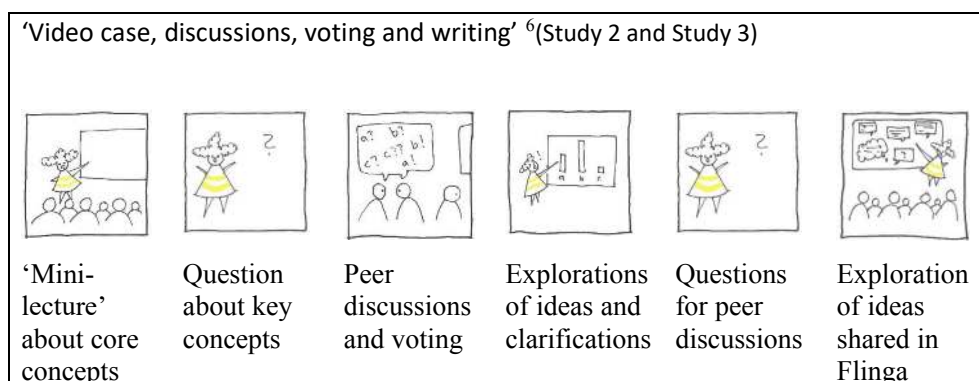 ‘Video case, discussions, voting and writing’ ⁶(Study 2 and Study 3)
?
a? b?
c?? b!
c? a!
a b c
?
?
‘Mini-
lecture’
about core
concepts
Question
about key
concepts
Peer
discussions
and voting
Explorations
of ideas and
clarifications
Questions
for peer
discussions
Exploration
of ideas
shared in
Flinga